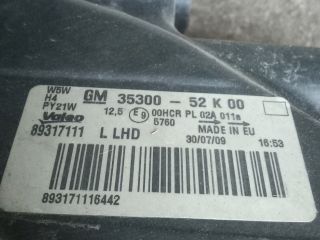 W5W
H4
PY21W
Valeo
GM 35300 - 52 K 00
12,5 E9 00HCR PL 02A 011a
5760
MADE IN EU
89317111 L LHD
30/07/09 16:53
893171116442